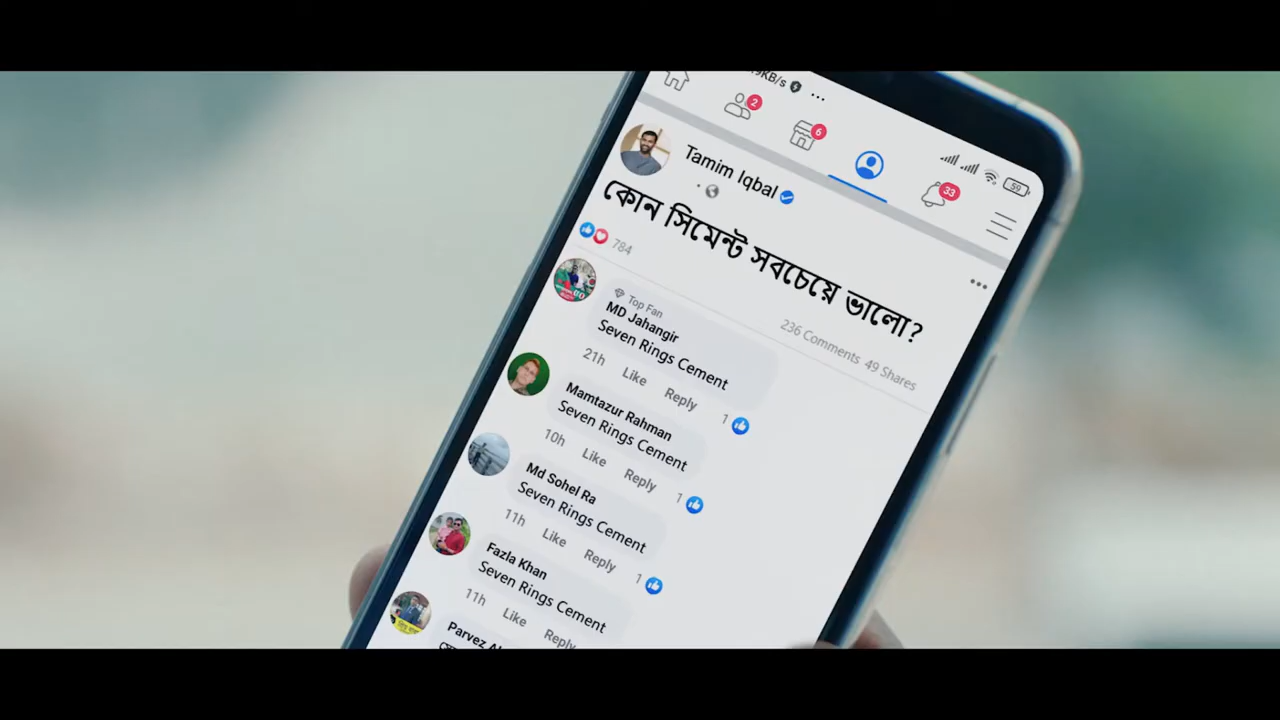 2
6
59
33
Tamim Iqbal
কোন সিমেন্ট সবচেয়ে ভালো?
784
236 Comments 49 Shares
Top Fan
MD Jahangir
Seven Rings Cement
21h Like Reply 1
Mamtazur Rahman
Seven Rings Cement
10h Like Reply 1
Md Sohel Ra
Seven Rings Cement
11h Like Reply 1
Fazla Khan
Seven Rings Cement
11h Like Reply
Parvez